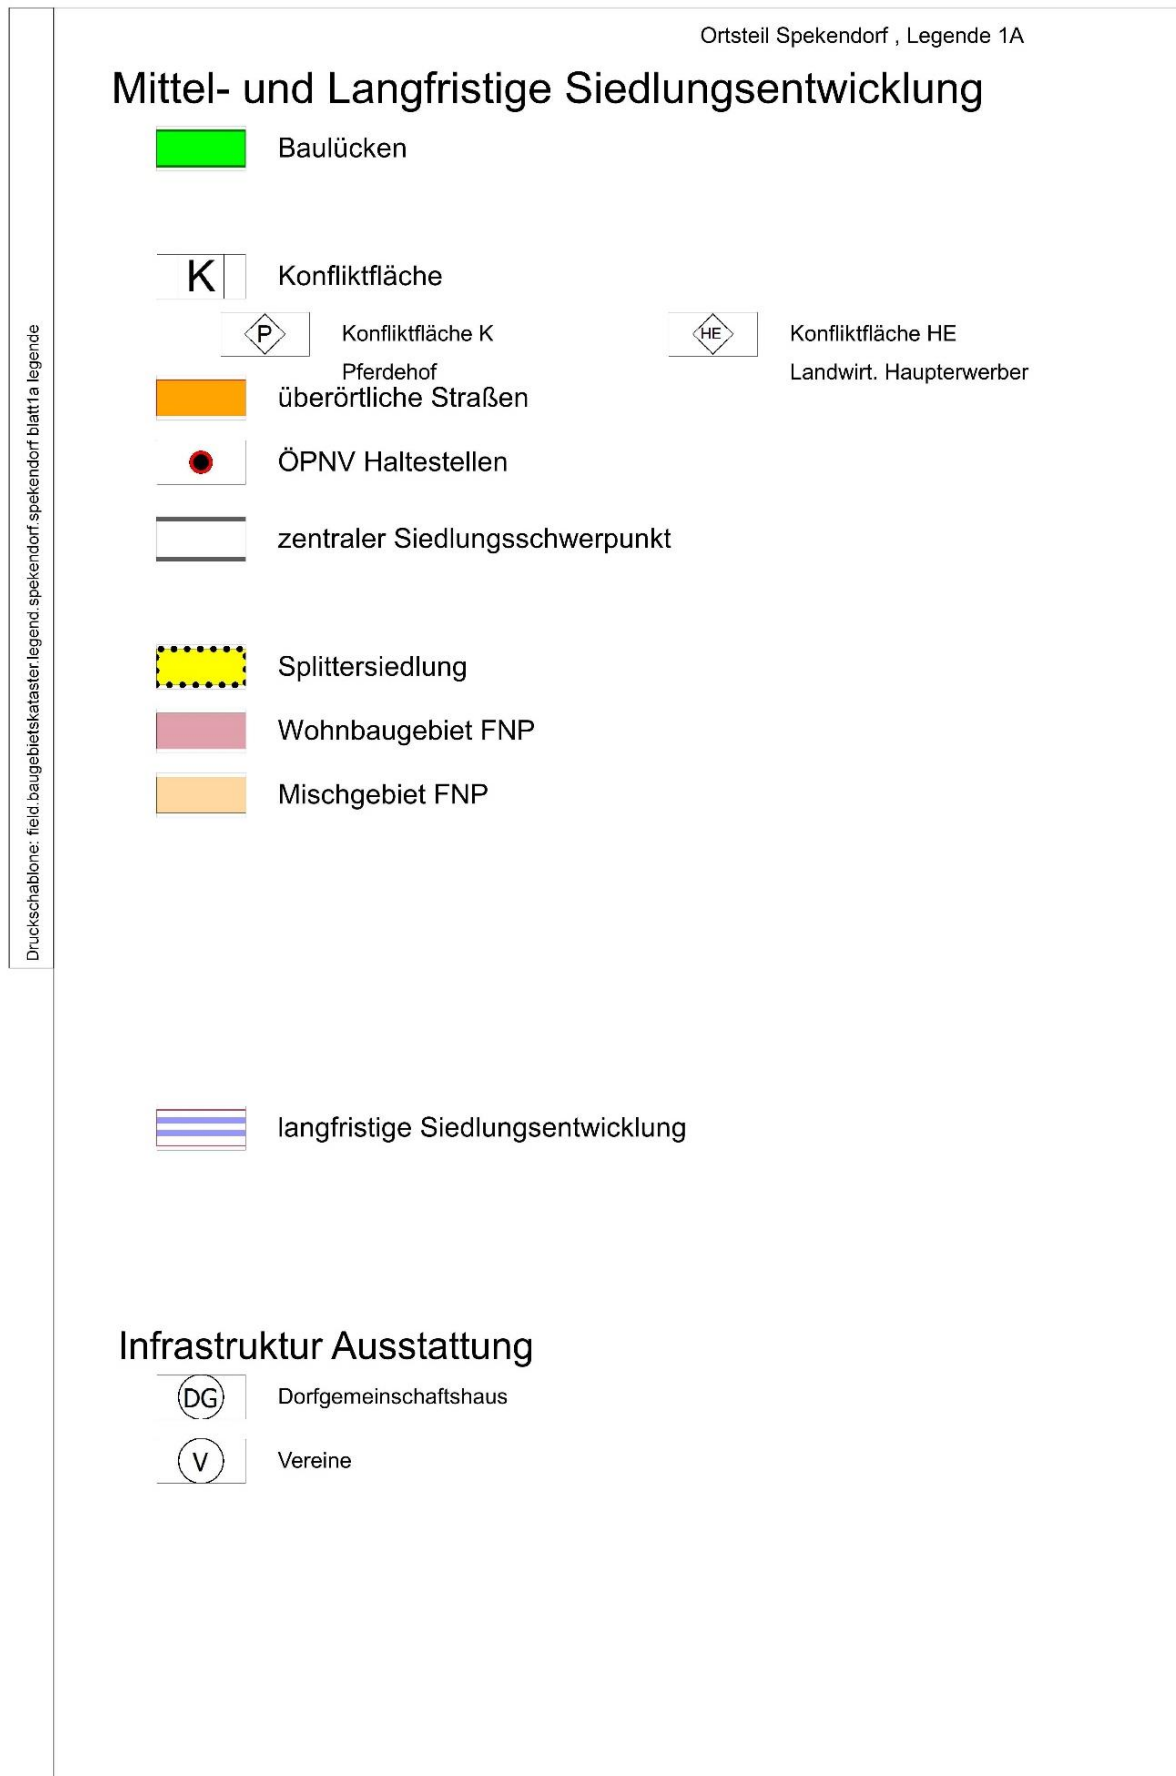 Ortsteil Spekendorf , Legende 1A
Mittel- und Langfristige Siedlungsentwicklung
Baulücken
K Konfliktfläche
P Konfliktfläche K
Pferdehof
HE Konfliktfläche HE
Landwirt. Haupterwerber
überörtliche Straßen
ÖPNV Haltestellen
zentraler Siedlungsschwerpunkt
Splittersiedlung
Wohnbaugebiet FNP
Mischgebiet FNP
langfristige Siedlungsentwicklung
Infrastruktur Ausstattung
DG Dorfgemeinschaftshaus
V Vereine
Druckschablone: field.baugebietskataster.legend.spekendorf.spekendorf blatt1a legende